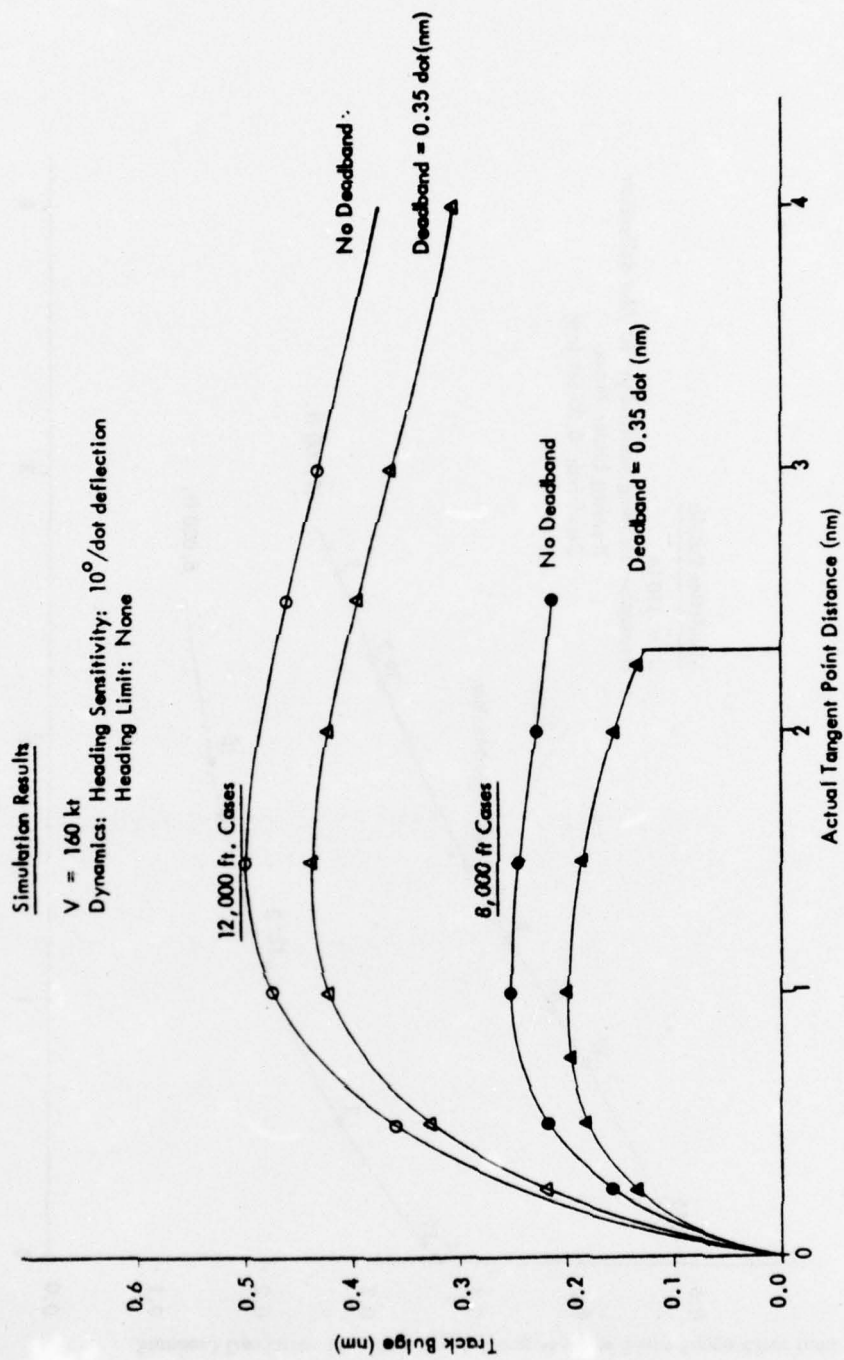 Simulation Results
V = 160 kt
Dynamics: Heading Sensitivity: 10°/dot deflection
Heading Limit: None
12,000 ft. Cases
No Deadband
Deadband = 0.35 dot(nm)
8,000 ft Cases
No Deadband
Deadband = 0.35 dot (nm)
Track Bulge (nm)
0.6
0.5
0.4
0.3
0.2
0.1
0.0
0
1
2
3
4
Actual Tangent Point Distance (nm)